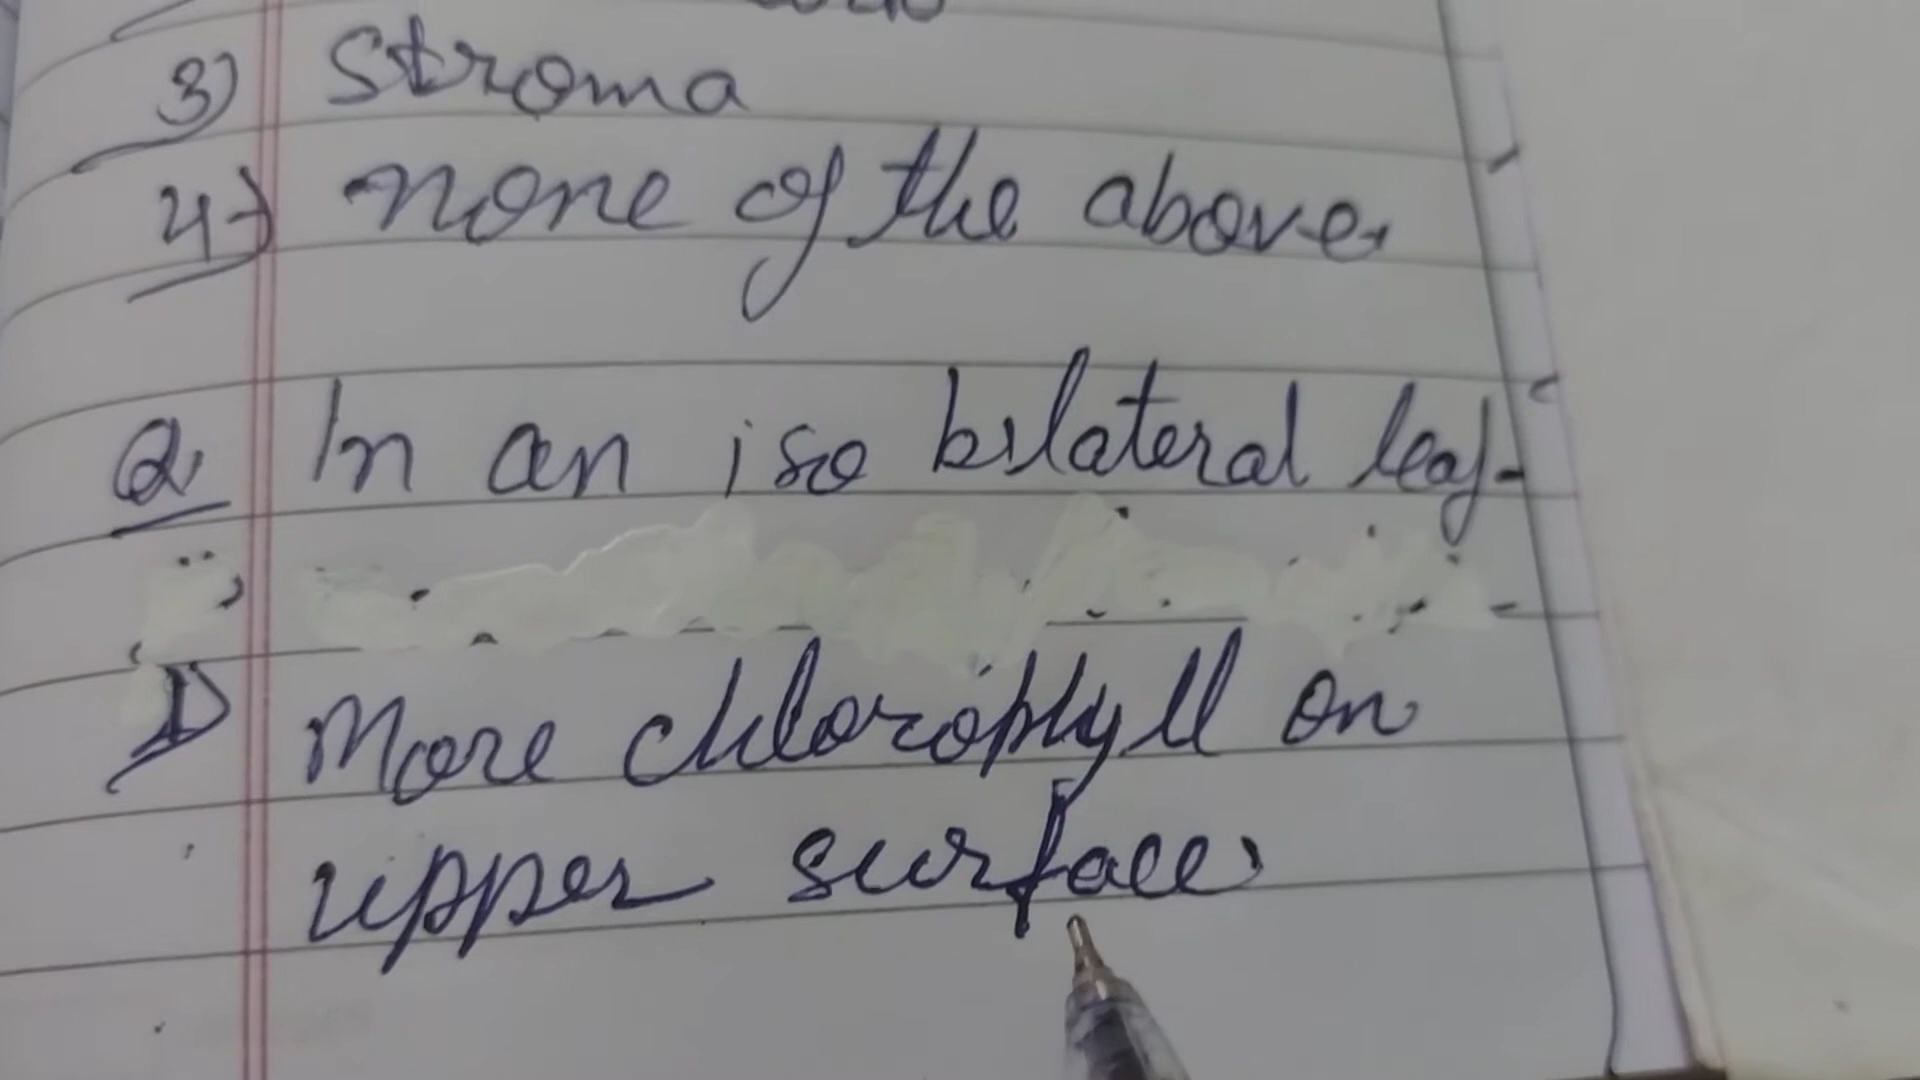 3) Stroma
4) none of the above.
Q. In an iso bilateral leaf-
1) More chlorophyll on
upper surface